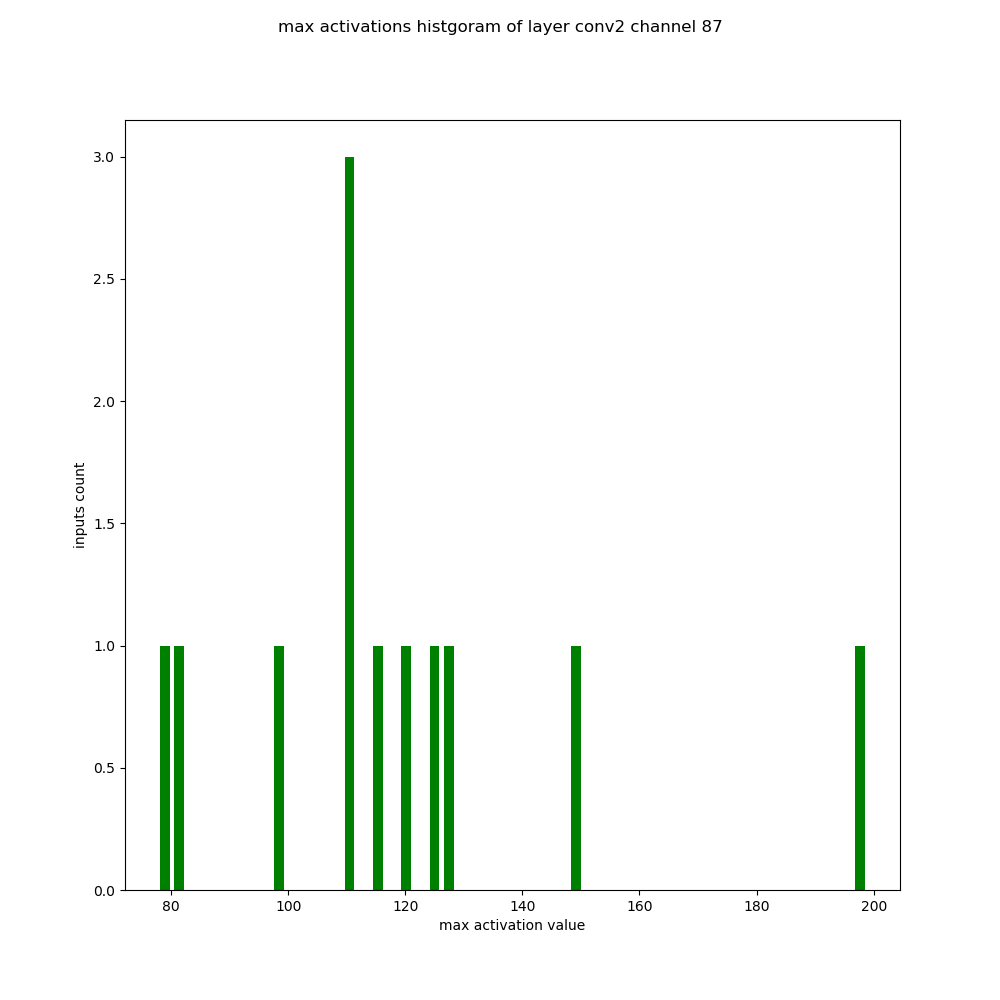 max activations histgoram of layer conv2 channel 87
3.0
2.5
2.0
1.5
1.0
0.5
0.0
inputs count
80 100 120 140 160 180 200
max activation value